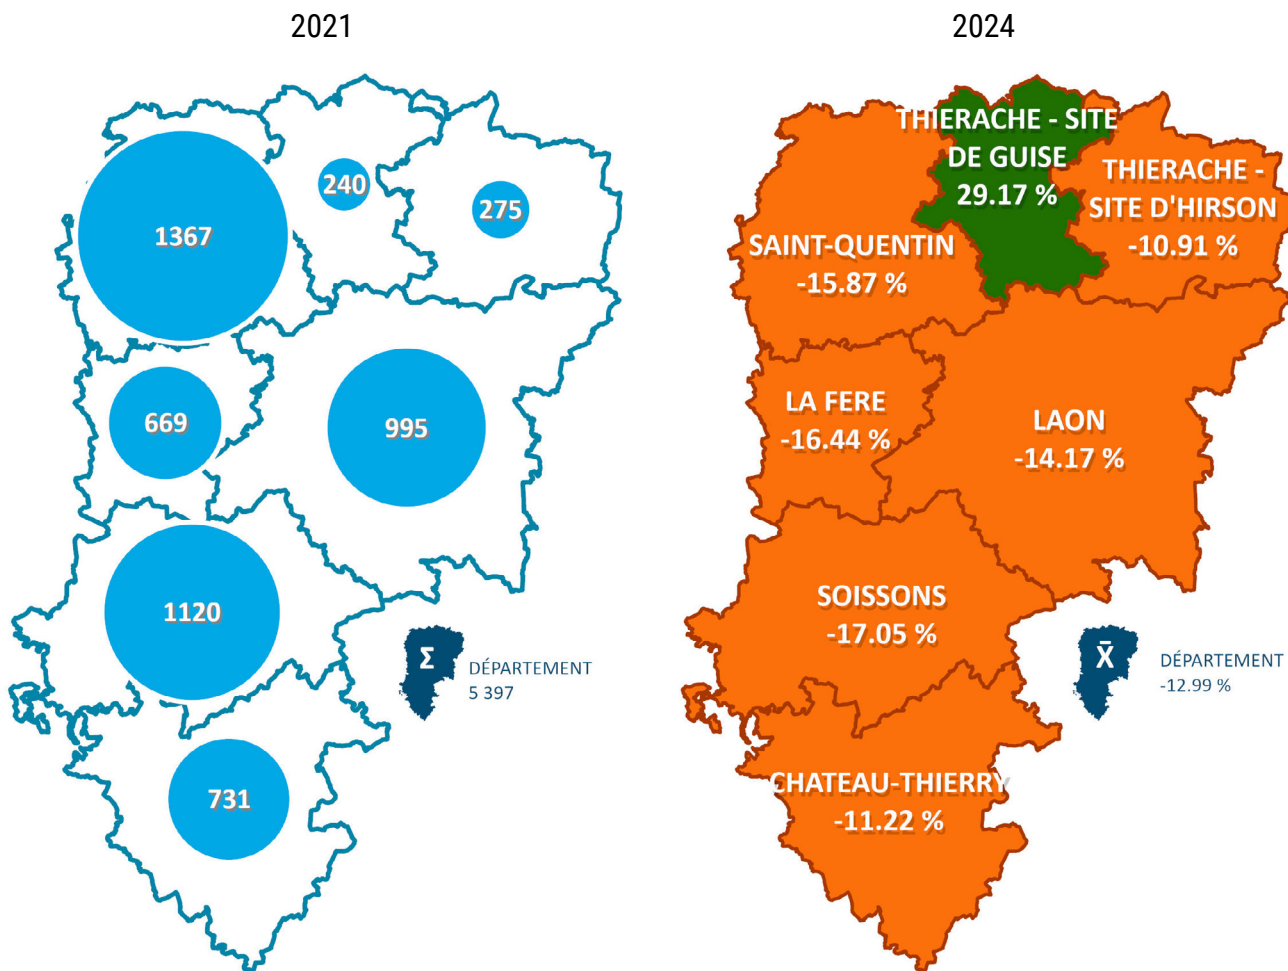 2021
1367
240
275
669
995
1120
731
Σ
DÉPARTEMENT
5 397
2024
THIERACHE - SITE
DE GUISE
29.17 %
THIERACHE -
SITE D'HIRSON
-10.91 %
SAINT-QUENTIN
-15.87 %
LA FERE
-16.44 %
LAON
-14.17 %
SOISSONS
-17.05 %
CHATEAU-THIERRY
-11.22 %
X̄
DÉPARTEMENT
-12.99 %